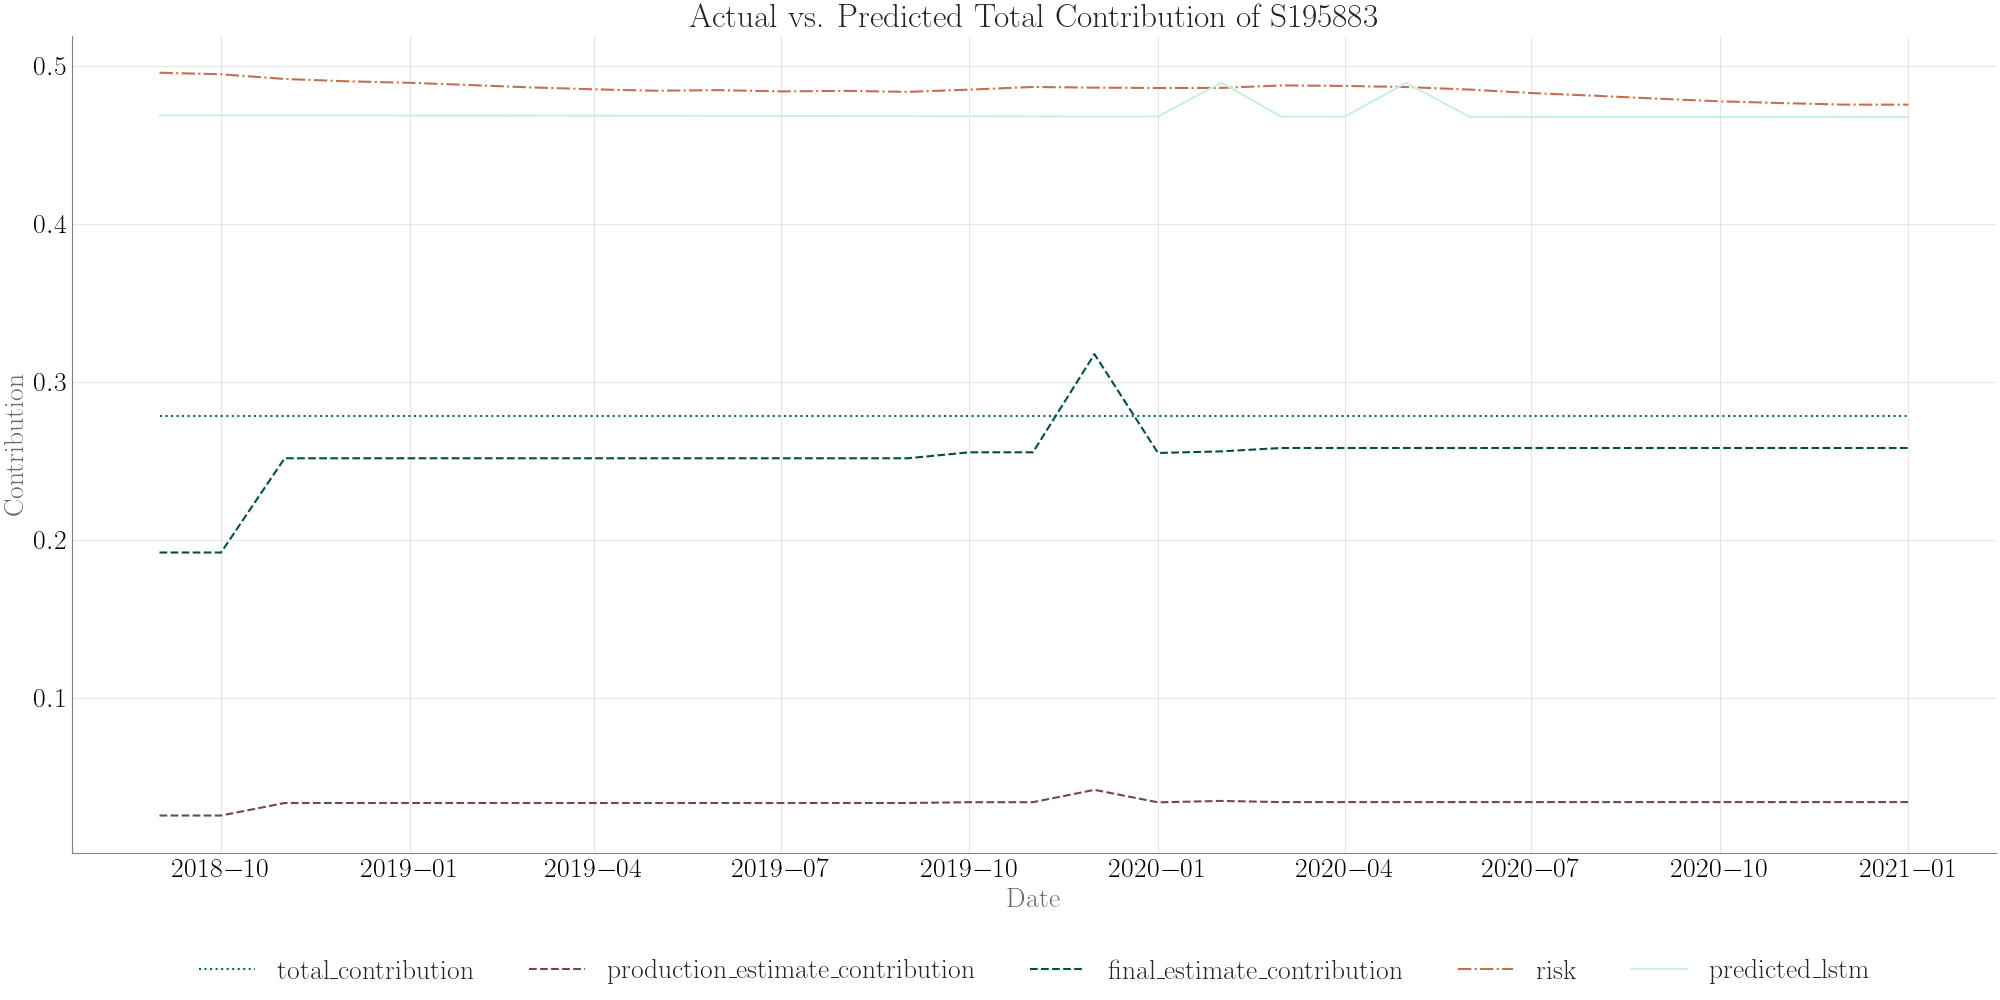 Actual vs. Predicted Total Contribution of S195883
0.5
0.4
0.3
0.2
0.1
Contribution
2018–10 2019–01 2019–04 2019–07 2019–10 2020–01 2020–04 2020–07 2020–10 2021–01
Date
total_contribution production_estimate_contribution final_estimate_contribution risk predicted_lstm